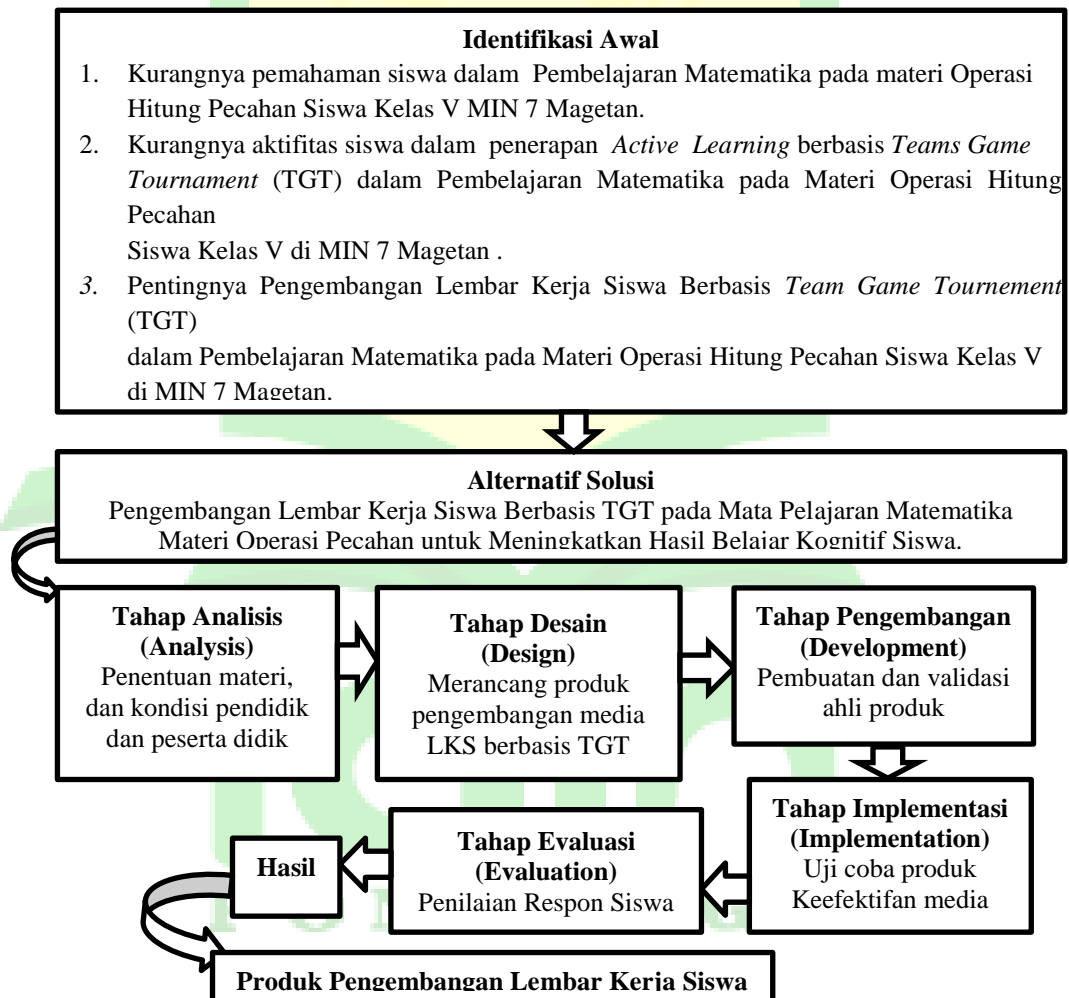 Identifikasi Awal
1. Kurangnya pemahaman siswa dalam Pembelajaran Matematika pada materi Operasi
Hitung Pecahan Siswa Kelas V MIN 7 Magetan.
2. Kurangnya aktifitas siswa dalam penerapan Active Learning berbasis Teams Game
Tournament (TGT) dalam Pembelajaran Matematika pada Materi Operasi Hitung
Pecahan
Siswa Kelas V di MIN 7 Magetan .
3. Pentingnya Pengembangan Lembar Kerja Siswa Berbasis Team Game Tournement
(TGT)
dalam Pembelajaran Matematika pada Materi Operasi Hitung Pecahan Siswa Kelas V
di MIN 7 Magetan.
Alternatif Solusi
Pengembangan Lembar Kerja Siswa Berbasis TGT pada Mata Pelajaran Matematika
Materi Operasi Pecahan untuk Meningkatkan Hasil Belajar Kognitif Siswa.
Tahap Analisis
(Analysis)
Penentuan materi,
dan kondisi pendidik
dan peserta didik
Tahap Desain
(Design)
Merancang produk
pengembangan media
LKS berbasis TGT
Tahap Pengembangan
(Development)
Pembuatan dan validasi
ahli produk
Tahap Implementasi
(Implementation)
Uji coba produk
Keefektifan media
Tahap Evaluasi
(Evaluation)
Penilaian Respon Siswa
Hasil
Produk Pengembangan Lembar Kerja Siswa